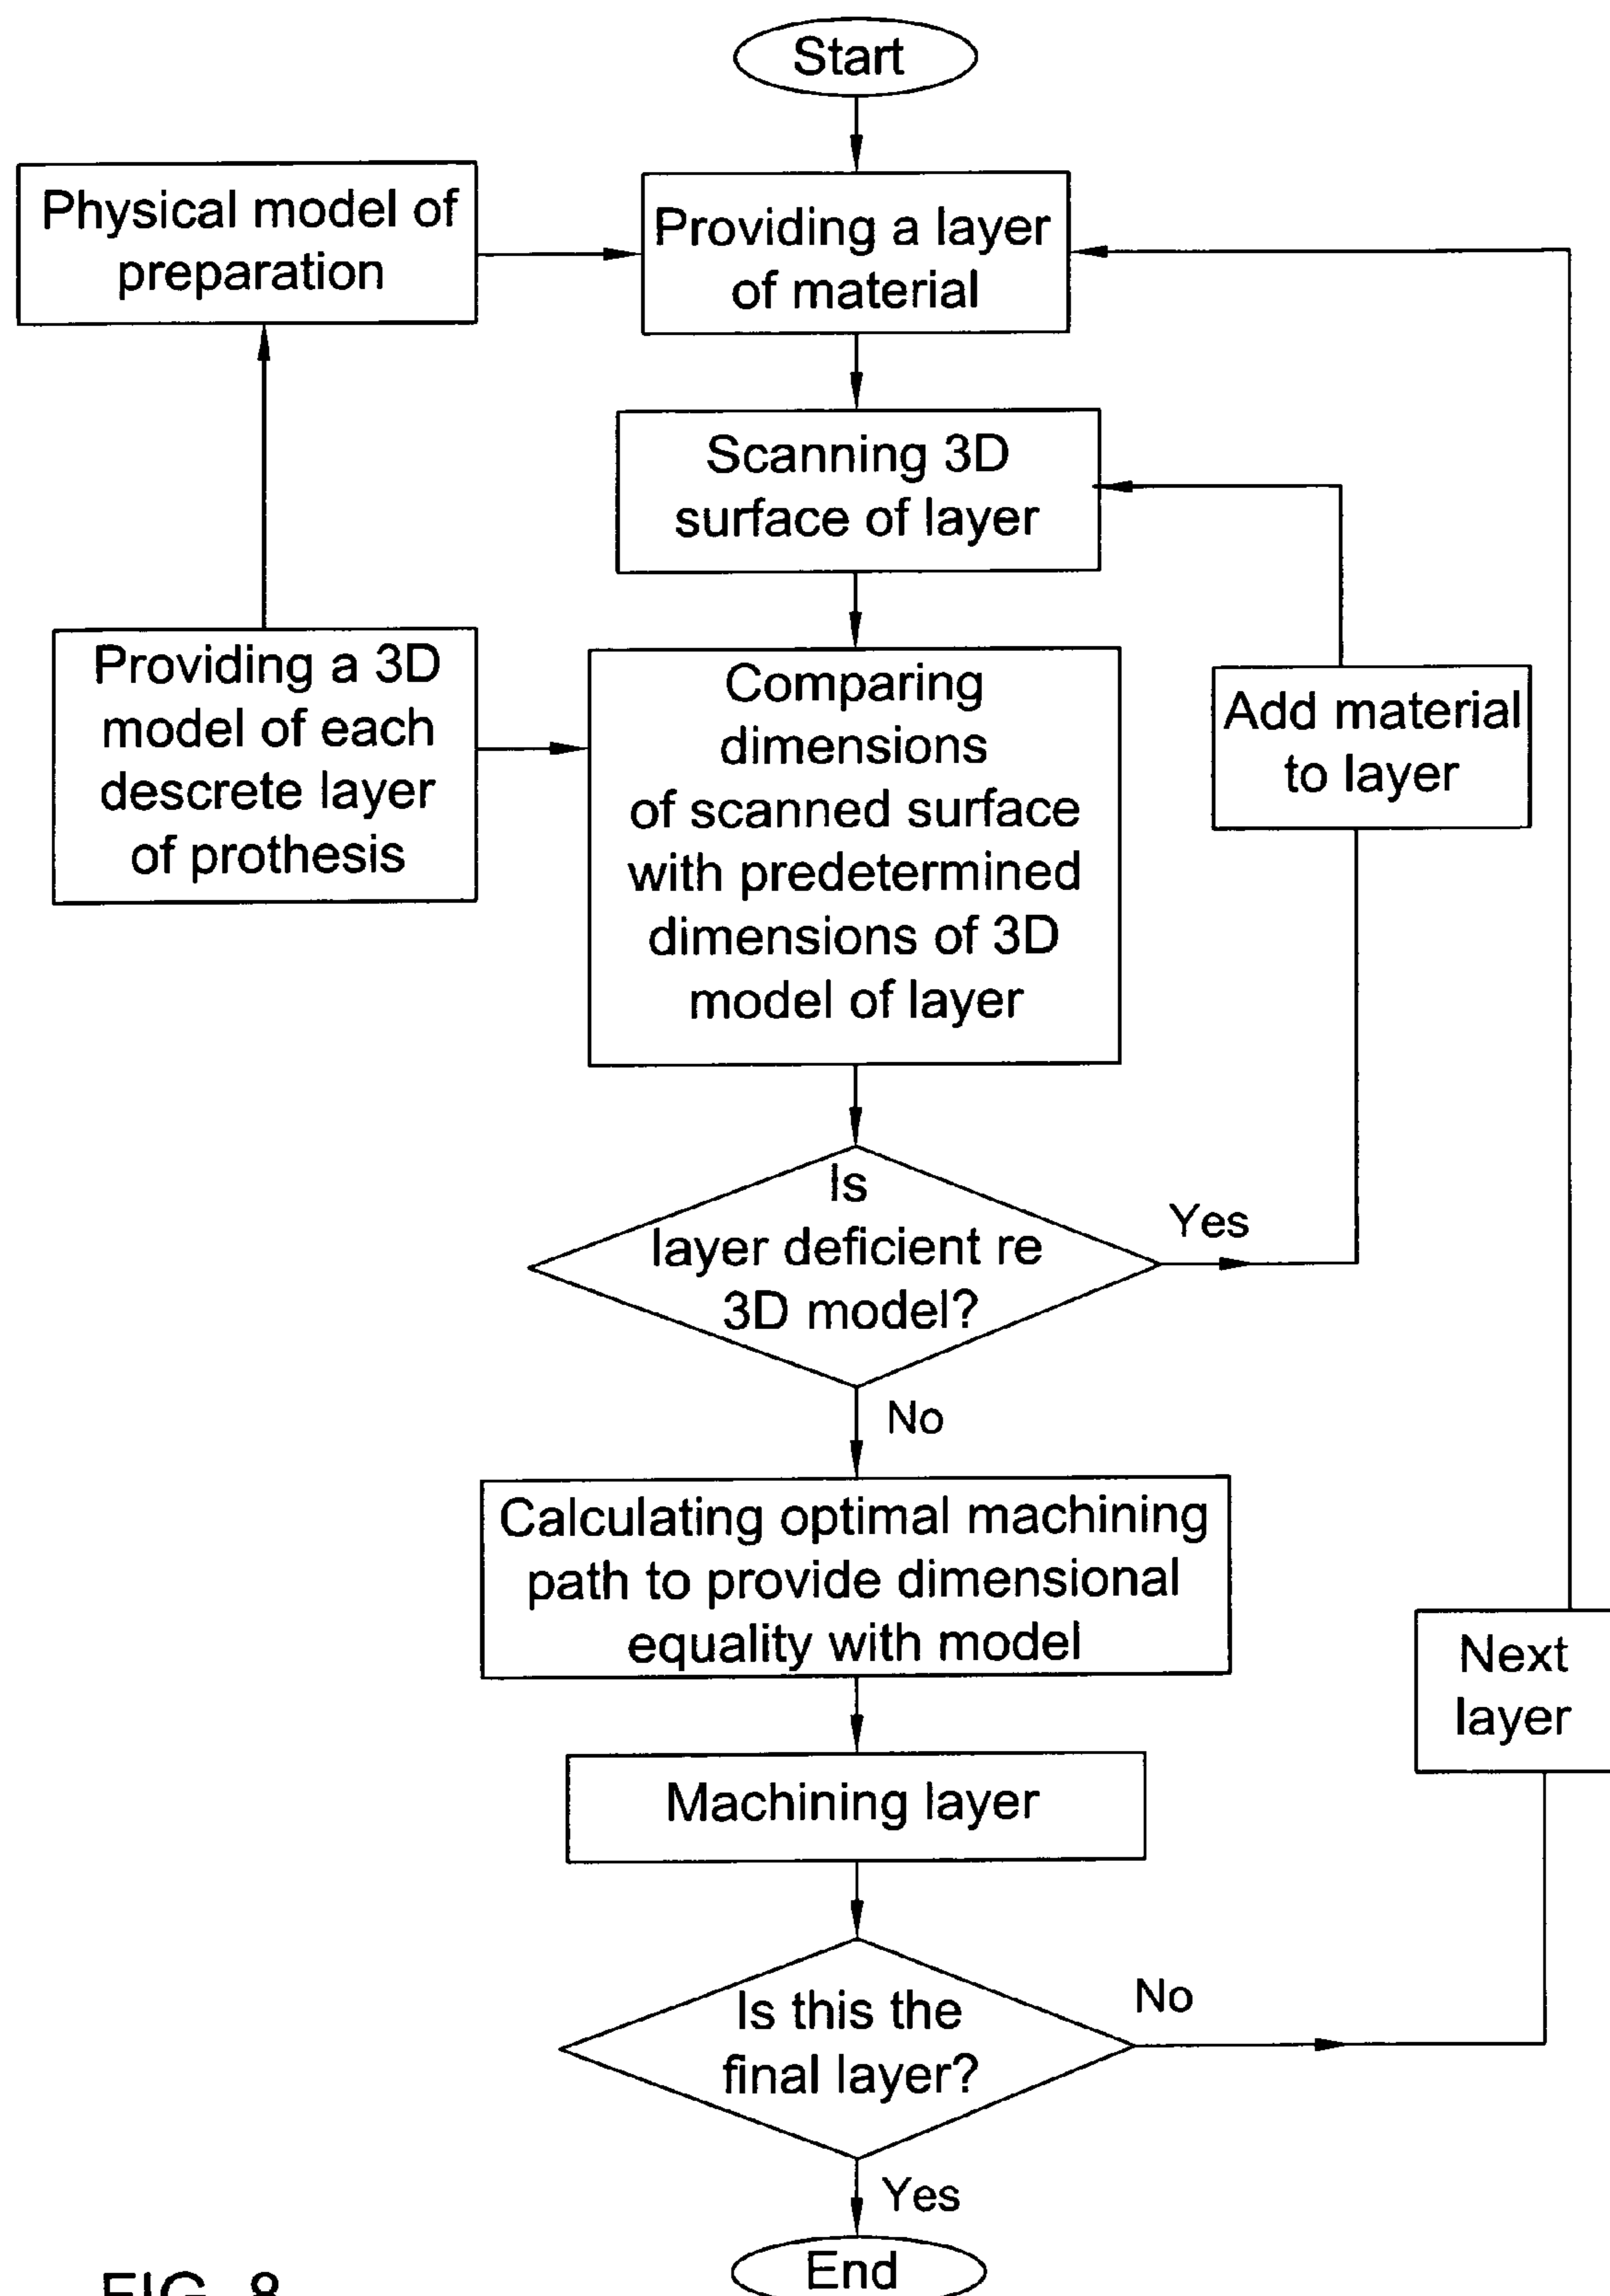 Start
Physical model of
preparation
Providing a layer
of material
Scanning 3D
surface of layer
Providing a 3D
model of each
descrete layer
of prothesis
Comparing
dimensions
of scanned surface
with predetermined
dimensions of 3D
model of layer
Add material
to layer
Is
layer deficient re
3D model?
Yes
No
Calculating optimal machining
path to provide dimensional
equality with model
Next
layer
Machining layer
Is this the
final layer?
No
Yes
End
FIG. 8